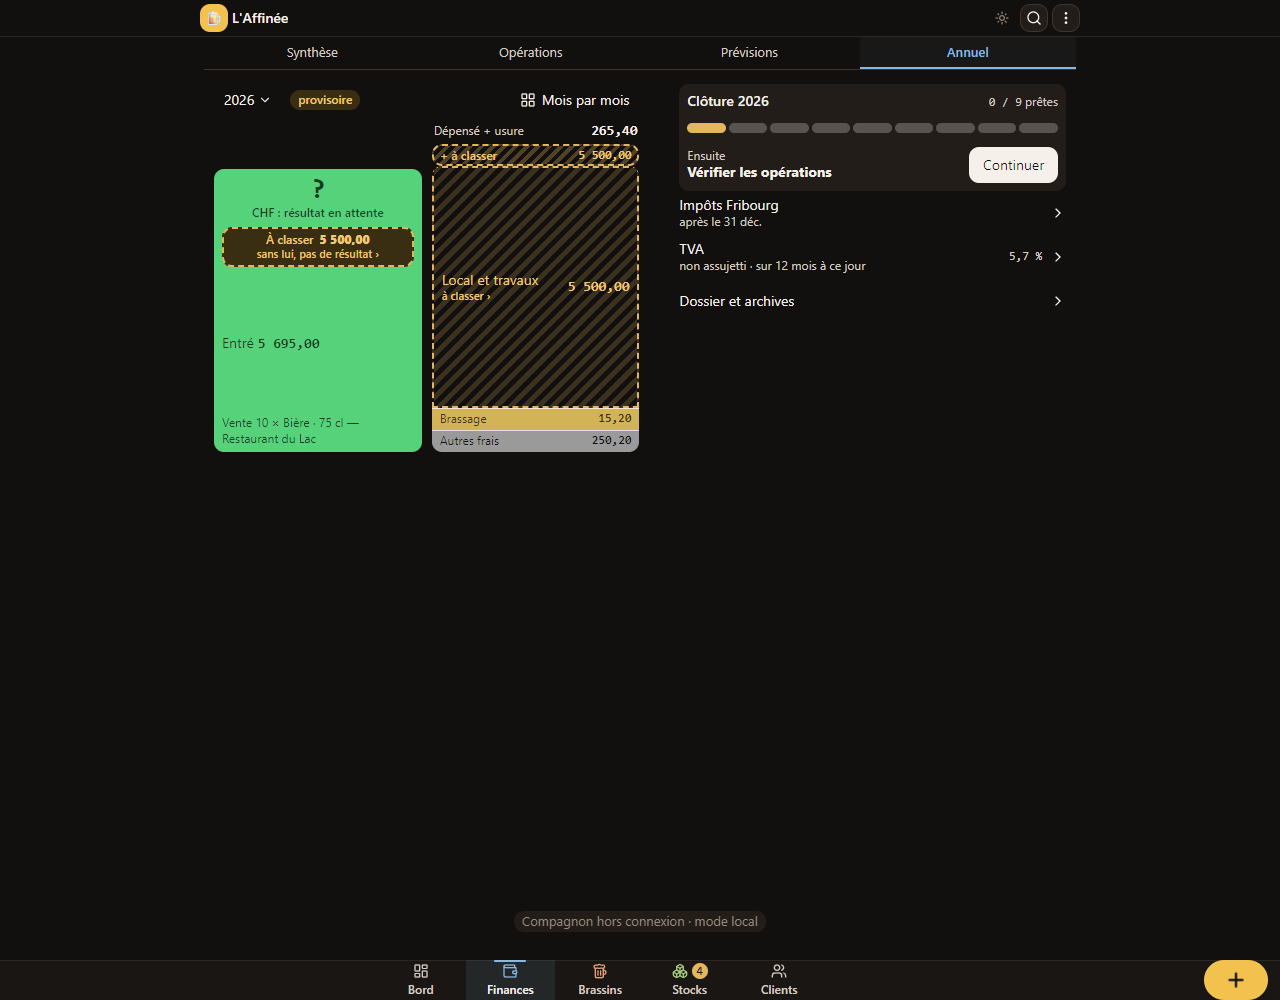 L'Affinée
Synthèse
Opérations
Prévisions
Annuel
2026
provisoire
Mois par mois
Dépensé + usure 265,40
+ à classer 5 500,00
?
CHF : résultat en attente
À classer 5 500,00
sans lui, pas de résultat ›
Entré 5 695,00
Vente 10 × Bière · 75 cl —
Restaurant du Lac
Local et travaux 5 500,00
à classer ›
Brassage 15,20
Autres frais 250,20
Clôture 2026 0 / 9 prêtes
Ensuite
Vérifier les opérations
Continuer
Impôts Fribourg
après le 31 déc.
TVA 5,7 %
non assujetti · sur 12 mois à ce jour
Dossier et archives
Compagnon hors connexion · mode local
Bord
Finances
Brassins
4
Stocks
Clients